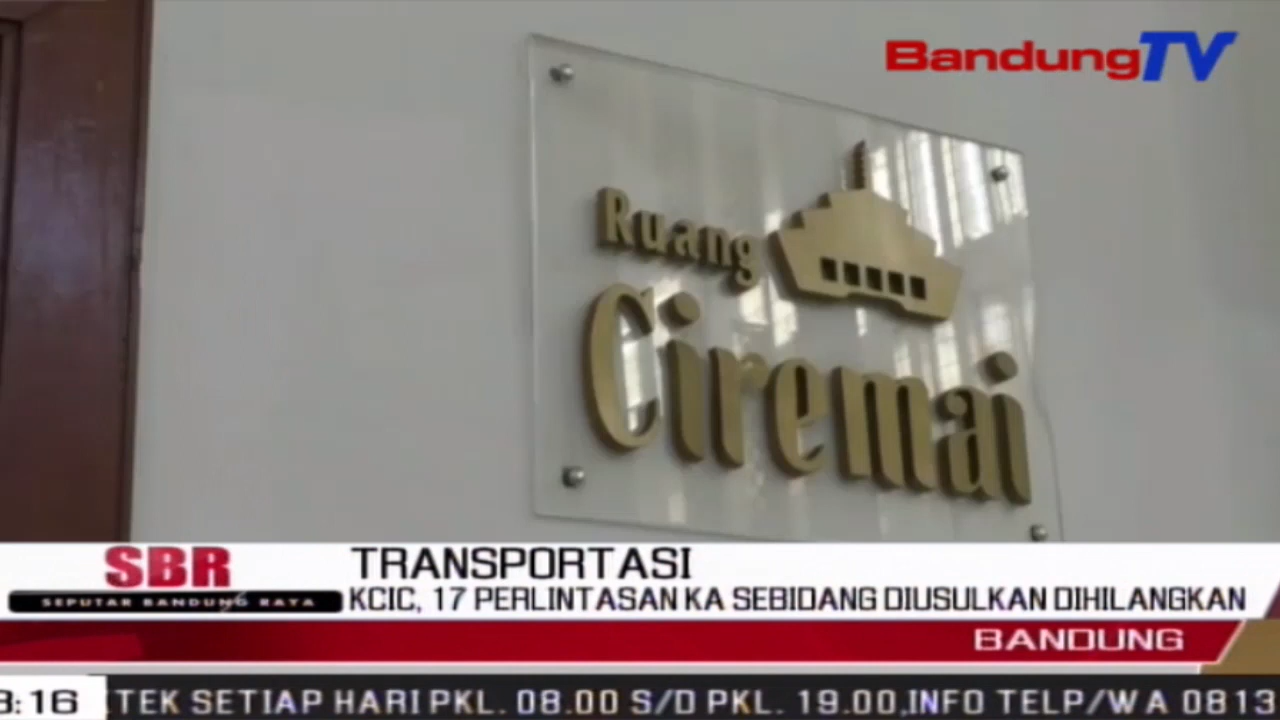 BandungTV
Ruang
Ciremai
SBR
SEPUTAR BANDUNG RAYA
TRANSPORTASI
KCIC, 17 PERLINTASAN KA SEBIDANG DIUSULKAN DIHILANGKAN
BANDUNG
3:16
TEK SETIAP HARI PKL. 08.00 S/D PKL. 19.00,INFO TELP/WA 0813